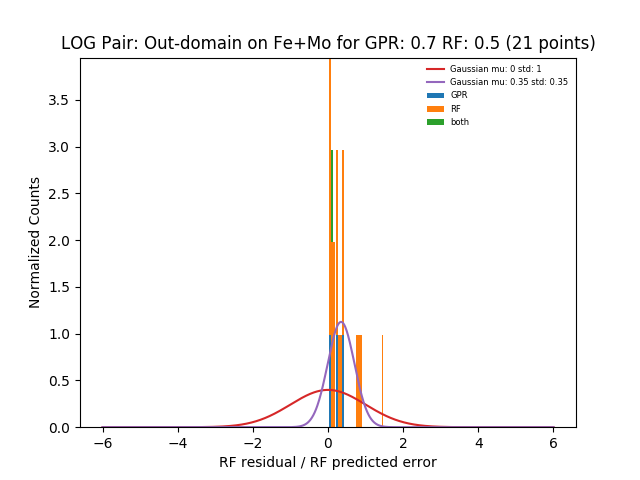 LOG Pair: Out-domain on Fe+Mo for GPR: 0.7 RF: 0.5 (21 points)
Gaussian mu: 0 std: 1
Gaussian mu: 0.35 std: 0.35
GPR
RF
both
Normalized Counts
3.5
3.0
2.5
2.0
1.5
1.0
0.5
0.0
−6 −4 −2 0 2 4 6
RF residual / RF predicted error